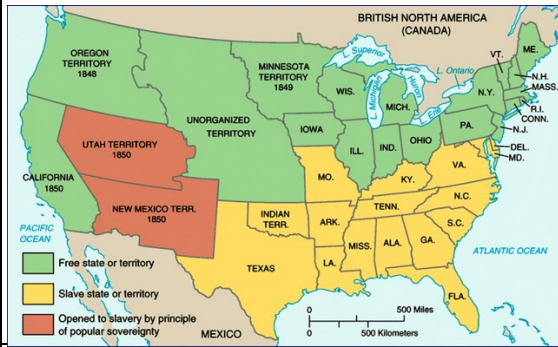 BRITISH NORTH AMERICA
(CANADA)
OREGON
TERRITORY
1848
MINNESOTA
TERRITORY
1849
L. Superior
L. Michigan
L. Huron
L. Ontario
L. Erie
VT.
ME.
N.H.
MASS.
R.I.
CONN.
N.Y.
WIS.
MICH.
PA.
N.J.
UNORGANIZED
TERRITORY
IOWA
ILL.
IND.
OHIO
DEL.
MD.
UTAH TERRITORY
1850
CALIFORNIA
1850
MO.
KY.
VA.
N.C.
TENN.
NEW MEXICO TERR.
1850
INDIAN
TERR.
ARK.
S.C.
MISS.
ALA.
GA.
PACIFIC
OCEAN
ATLANTIC OCEAN
TEXAS
LA.
FLA.
Free state or territory
Slave state or territory
Opened to slavery by principle
of popular sovereignty
MEXICO
0 500 Miles
0 500 Kilometers